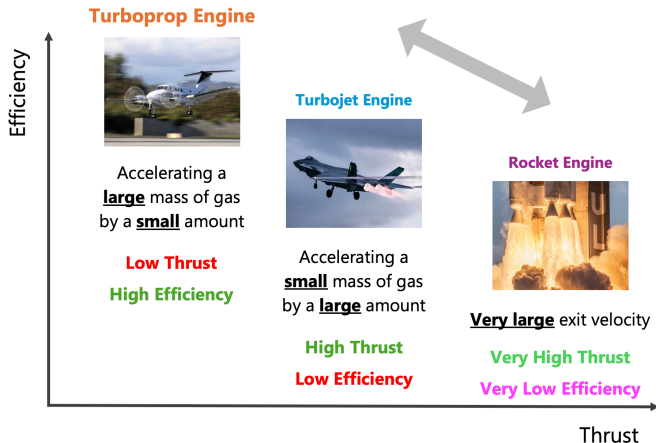 Turboprop Engine
Efficiency
Turbojet Engine
Rocket Engine
Accelerating a
large mass of gas
by a small amount
Low Thrust
High Efficiency
Accelerating a
small mass of gas
by a large amount
High Thrust
Low Efficiency
Very large exit velocity
Very High Thrust
Very Low Efficiency
Thrust